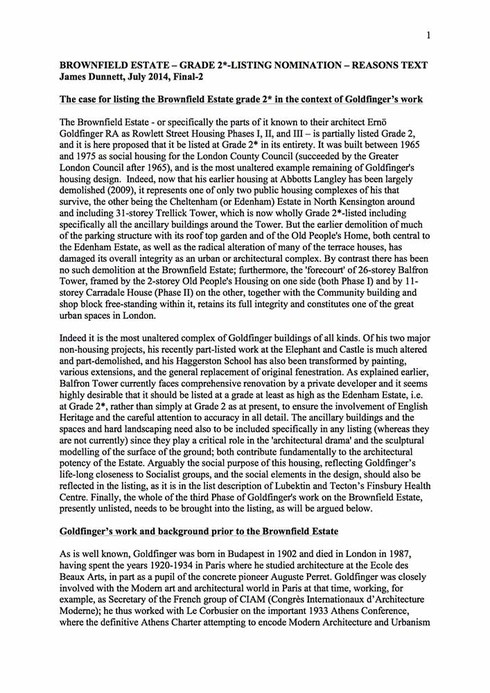 1
BROWNFIELD ESTATE – GRADE 2*-LISTING NOMINATION – REASONS TEXT
James Dunnett, July 2014, Final-2
The case for listing the Brownfield Estate grade 2* in the context of Goldfinger's work
The Brownfield Estate - or specifically the parts of it known to their architect Ernö
Goldfinger RA as Rowlett Street Housing Phases I, II, and III – is partially listed Grade 2,
and it is here proposed that it be listed at Grade 2* in its entirety. It was built between 1965
and 1975 as social housing for the London County Council (succeeded by the Greater
London Council after 1965), and is the most unaltered example remaining of Goldfinger's
housing design. Indeed, now that his earlier housing at Abbotts Langley has been largely
demolished (2009), it represents one of only two public housing complexes of his that
survive, the other being the Cheltenham (or Edenham) Estate in North Kensington around
and including 31-storey Trellick Tower, which is now wholly Grade 2*-listed including
specifically all the ancillary buildings around the Tower. But the earlier demolition of much
of the parking structure with its roof top garden and of the Old People's Home, both central to
the Edenham Estate, as well as the radical alteration of many of the terrace houses, has
damaged its overall integrity as an urban or architectural complex. By contrast there has been
no such demolition at the Brownfield Estate; furthermore, the 'forecourt' of 26-storey Balfron
Tower, framed by the 2-storey Old People's Housing on one side (both Phase I) and by 11-
storey Carradale House (Phase II) on the other, together with the Community building and
shop block free-standing within it, retains its full integrity and constitutes one of the great
urban spaces in London.
Indeed it is the most unaltered complex of Goldfinger buildings of all kinds. Of his two major
non-housing projects, his recently part-listed work at the Elephant and Castle is much altered
and part-demolished, and his Haggerston School has also been transformed by painting,
various extensions, and the general replacement of original fenestration. As explained earlier,
Balfron Tower currently faces comprehensive renovation by a private developer and it seems
highly desirable that it should be listed at a grade at least as high as the Edenham Estate, i.e.
at Grade 2*, rather than simply at Grade 2 as at present, to ensure the involvement of English
Heritage and the careful attention to accuracy in all detail. The ancillary buildings and the
spaces and hard landscaping need also to be included specifically in any listing (whereas they
are not currently) since they play a critical role in the 'architectural drama' and the sculptural
modelling of the surface of the ground; both contribute fundamentally to the architectural
potency of the Estate. Arguably the social purpose of this housing, reflecting Goldfinger's
life-long closeness to Socialist groups, and the social elements in the design, should also be
reflected in the listing, as it is in the list description of Lubektin and Tecton's Finsbury Health
Centre. Finally, the whole of the third Phase of Goldfinger's work on the Brownfield Estate,
presently unlisted, needs to be brought into the listing, as will be argued below.
Goldfinger's work and background prior to the Brownfield Estate
As is well known, Goldfinger was born in Budapest in 1902 and died in London in 1987,
having spent the years 1920-1934 in Paris where he studied architecture at the Ecole des
Beaux Arts, in part as a pupil of the concrete pioneer Auguste Perret. Goldfinger was closely
involved with the Modern art and architectural world in Paris at that time, working, for
example, as Secretary of the French group of CIAM (Congrès Internationaux d'Architecture
Moderne); he thus worked with Le Corbusier on the important 1933 Athens Conference,
where the definitive Athens Charter attempting to encode Modern Architecture and Urbanism